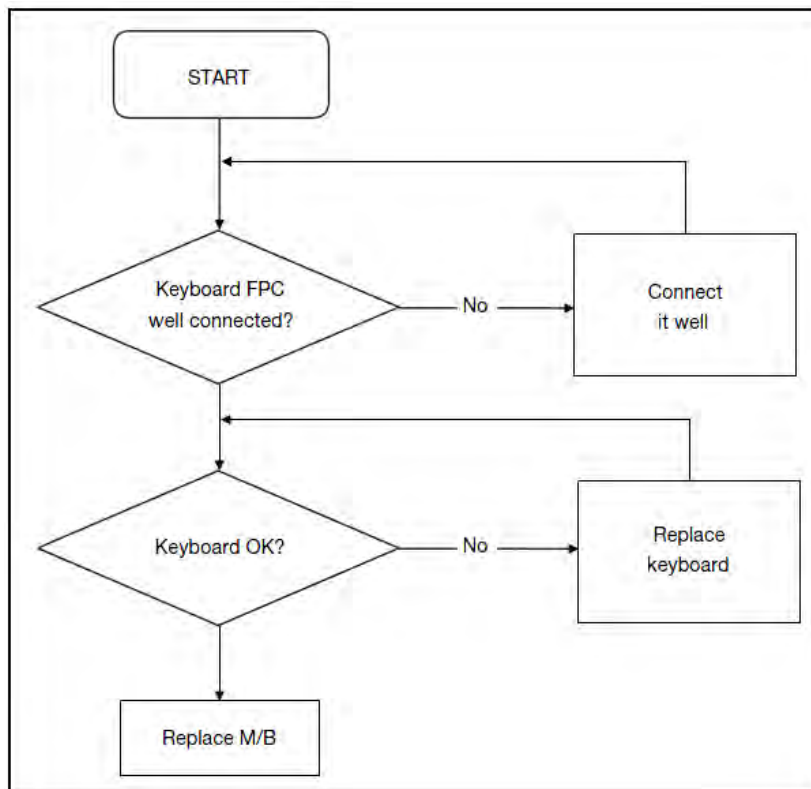 START
Keyboard FPC
well connected?
No
Connect
it well
Keyboard OK?
No
Replace
keyboard
Replace M/B